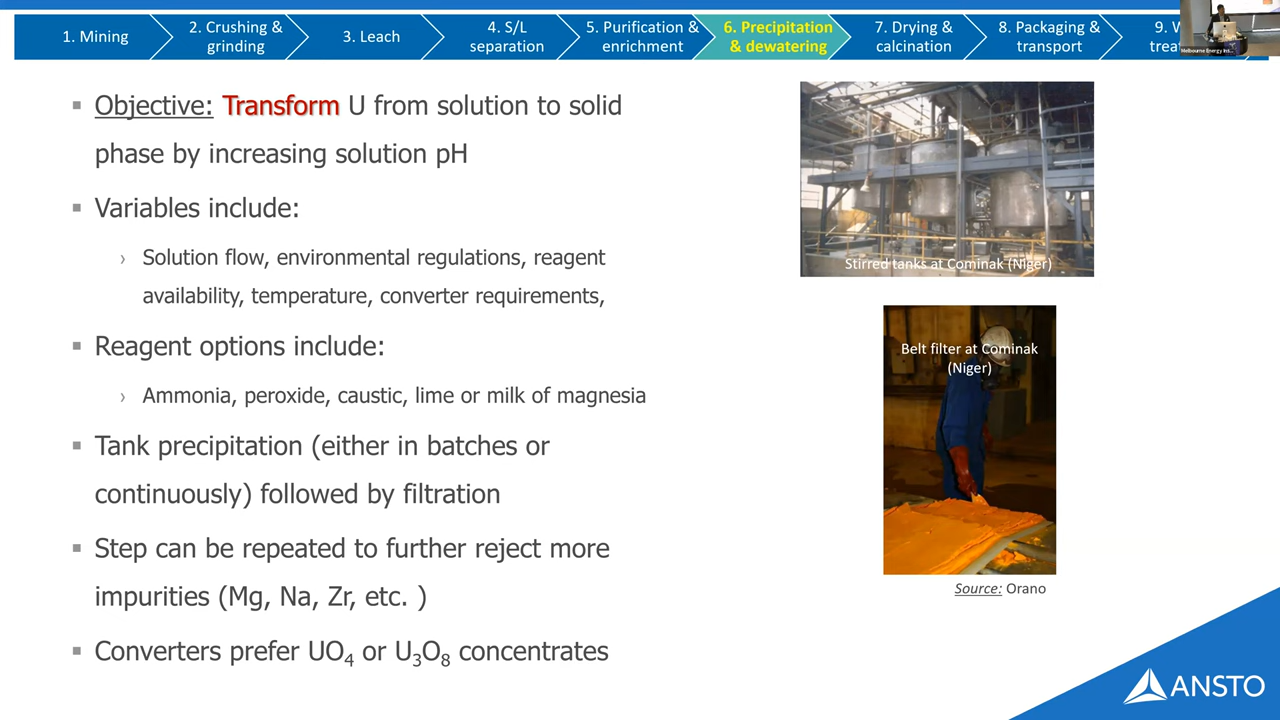 1. Mining
2. Crushing &
grinding
3. Leach
4. S/L
separation
5. Purification &
enrichment
6. Precipitation
& dewatering
7. Drying &
calcination
8. Packaging &
transport
9.
Melbourne Energy
▪ Objective: Transform U from solution to solid
phase by increasing solution pH
▪ Variables include:
› Solution flow, environmental regulations, reagent
availability, temperature, converter requirements,
▪ Reagent options include:
› Ammonia, peroxide, caustic, lime or milk of magnesia
▪ Tank precipitation (either in batches or
continuously) followed by filtration
▪ Step can be repeated to further reject more
impurities (Mg, Na, Zr, etc. )
▪ Converters prefer UO₄ or U₃O₈ concentrates
Stirred tanks at Cominak (Niger)
Belt filter at Cominak
(Niger)
Source: Orano
ANSTO